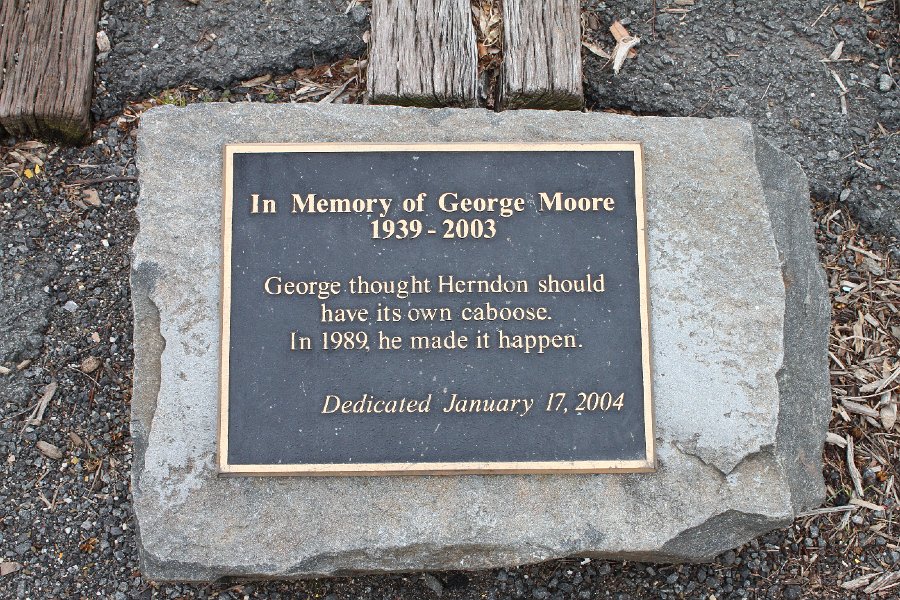 In Memory of George Moore
1939 - 2003
George thought Herndon should
have its own caboose.
In 1989, he made it happen.
Dedicated January 17, 2004